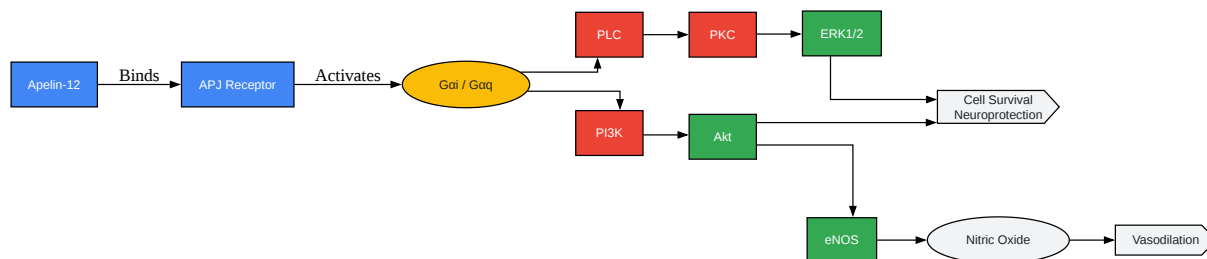 Apelin-12
Binds
APJ Receptor
Activates
Gαi / Gαq
PLC
PKC
ERK1/2
PI3K
Akt
Cell Survival
Neuroprotection
eNOS
Nitric Oxide
Vasodilation